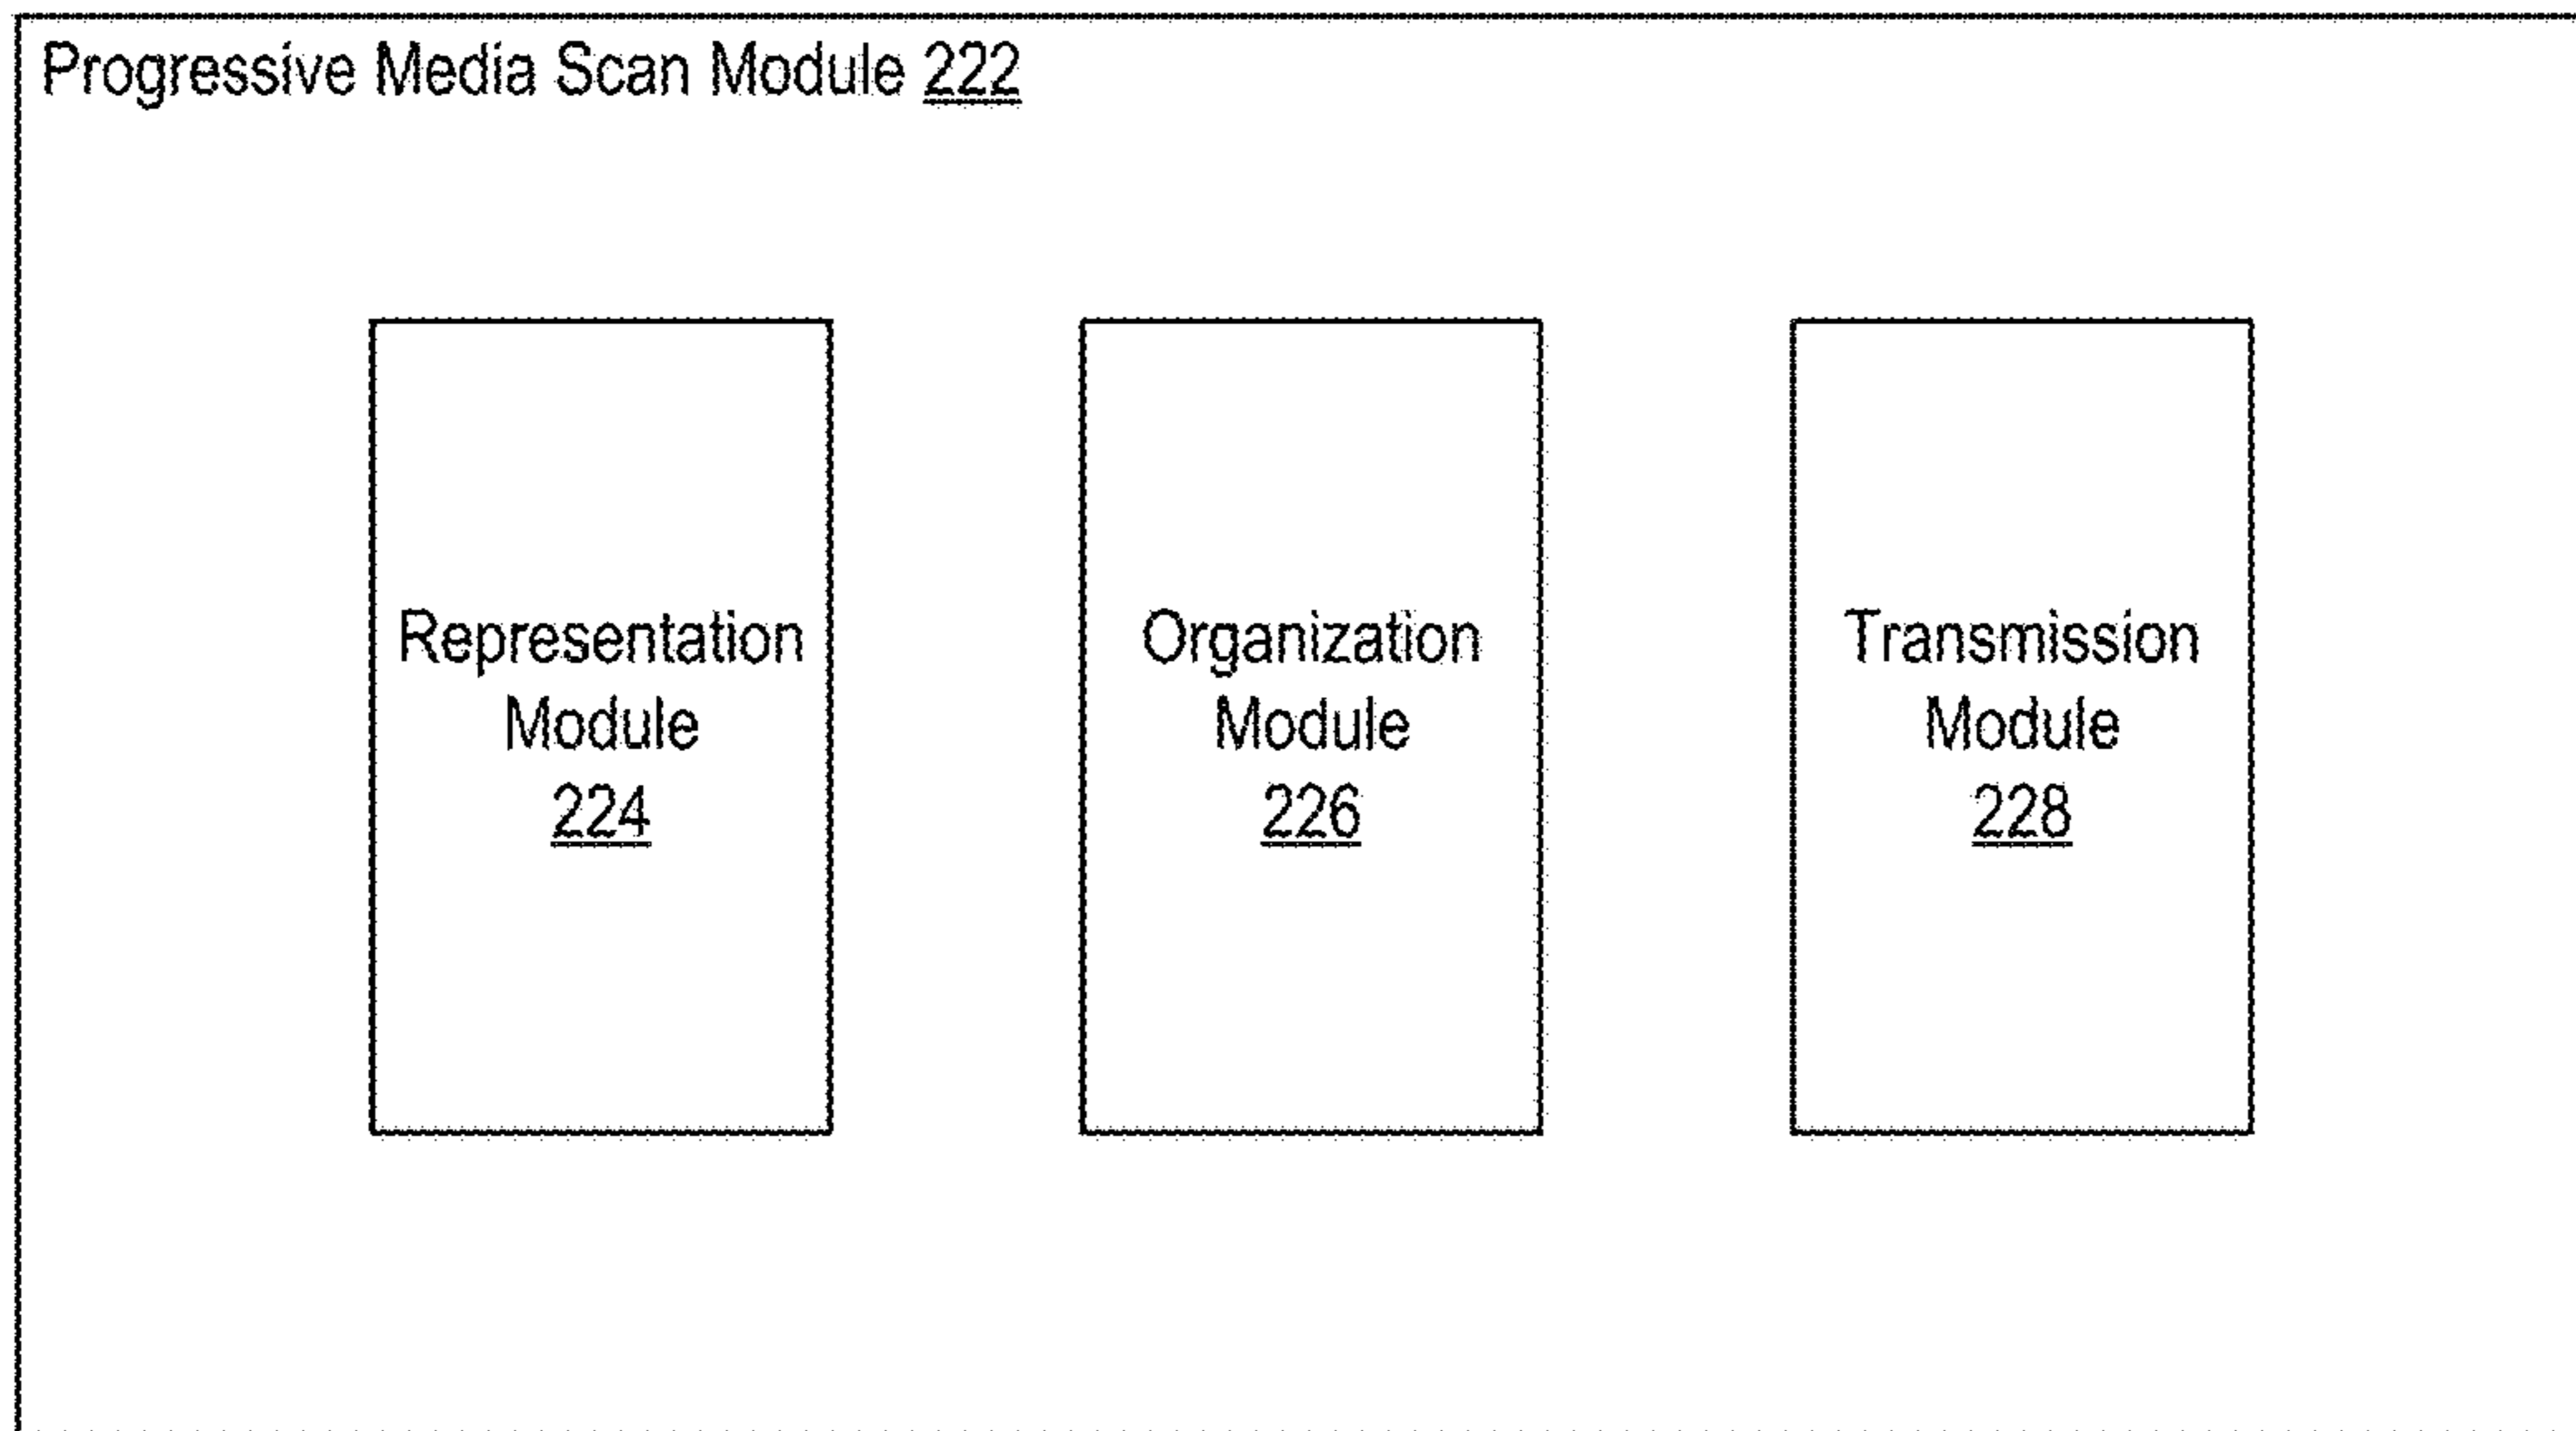 Progressive Media Scan Module 222
Representation
Module
224
Organization
Module
226
Transmission
Module
228